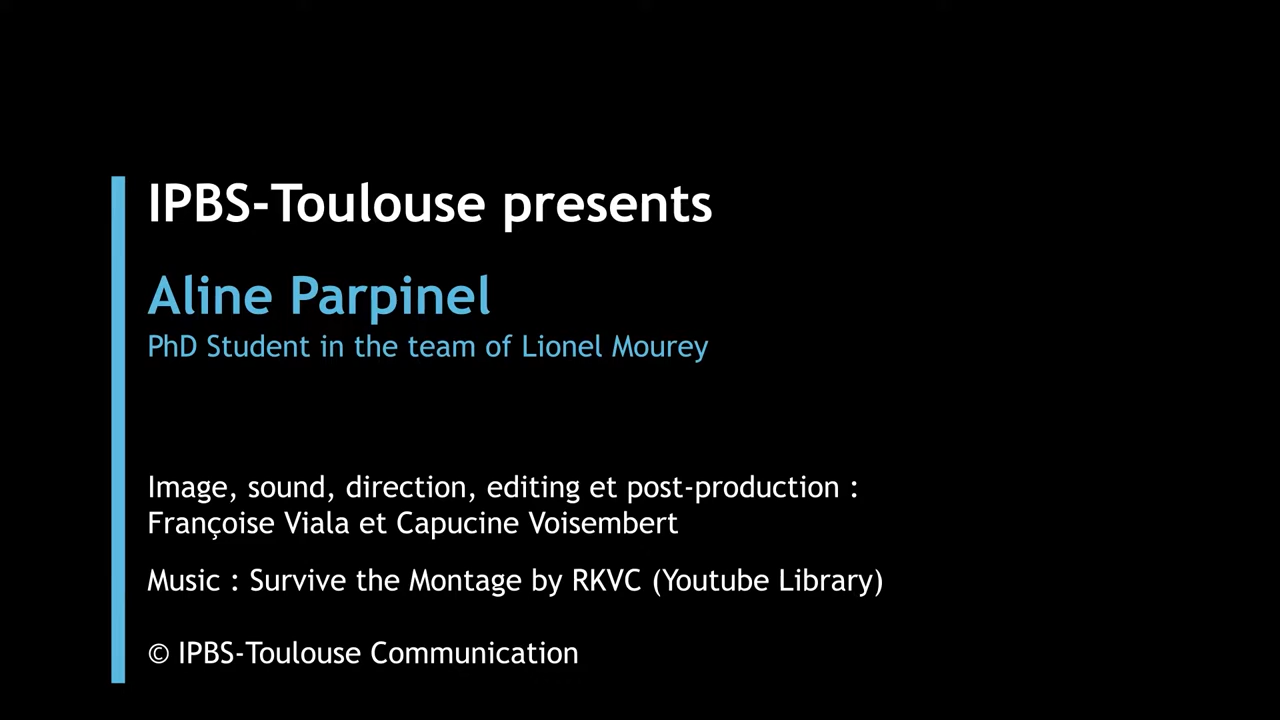 IPBS-Toulouse presents
Aline Parpinel
PhD Student in the team of Lionel Mourey
Image, sound, direction, editing et post-production :
Françoise Viala et Capucine Voisembert
Music : Survive the Montage by RKVC (Youtube Library)
© IPBS-Toulouse Communication